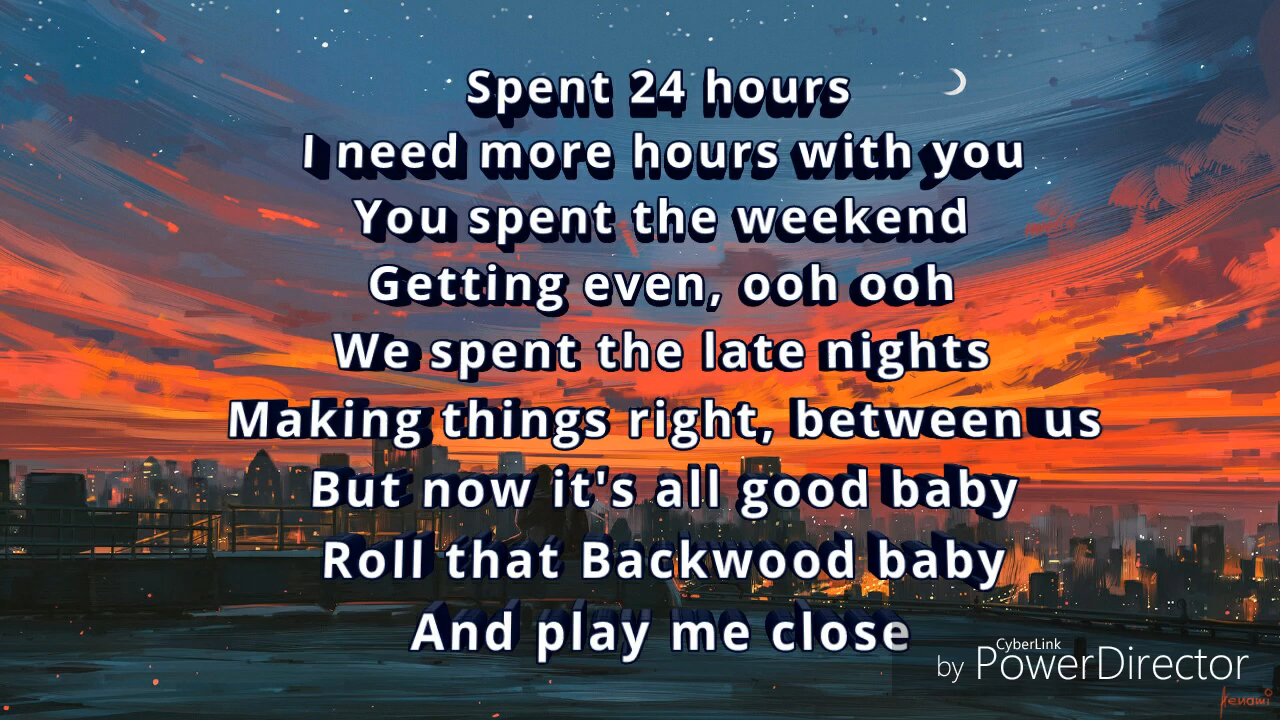 Spent 24 hours
I need more hours with you
You spent the weekend
Getting even, ooh ooh
We spent the late nights
Making things right, between us
But now it's all good baby
Roll that Backwood baby
And play me close
CyberLink
by PowerDirector